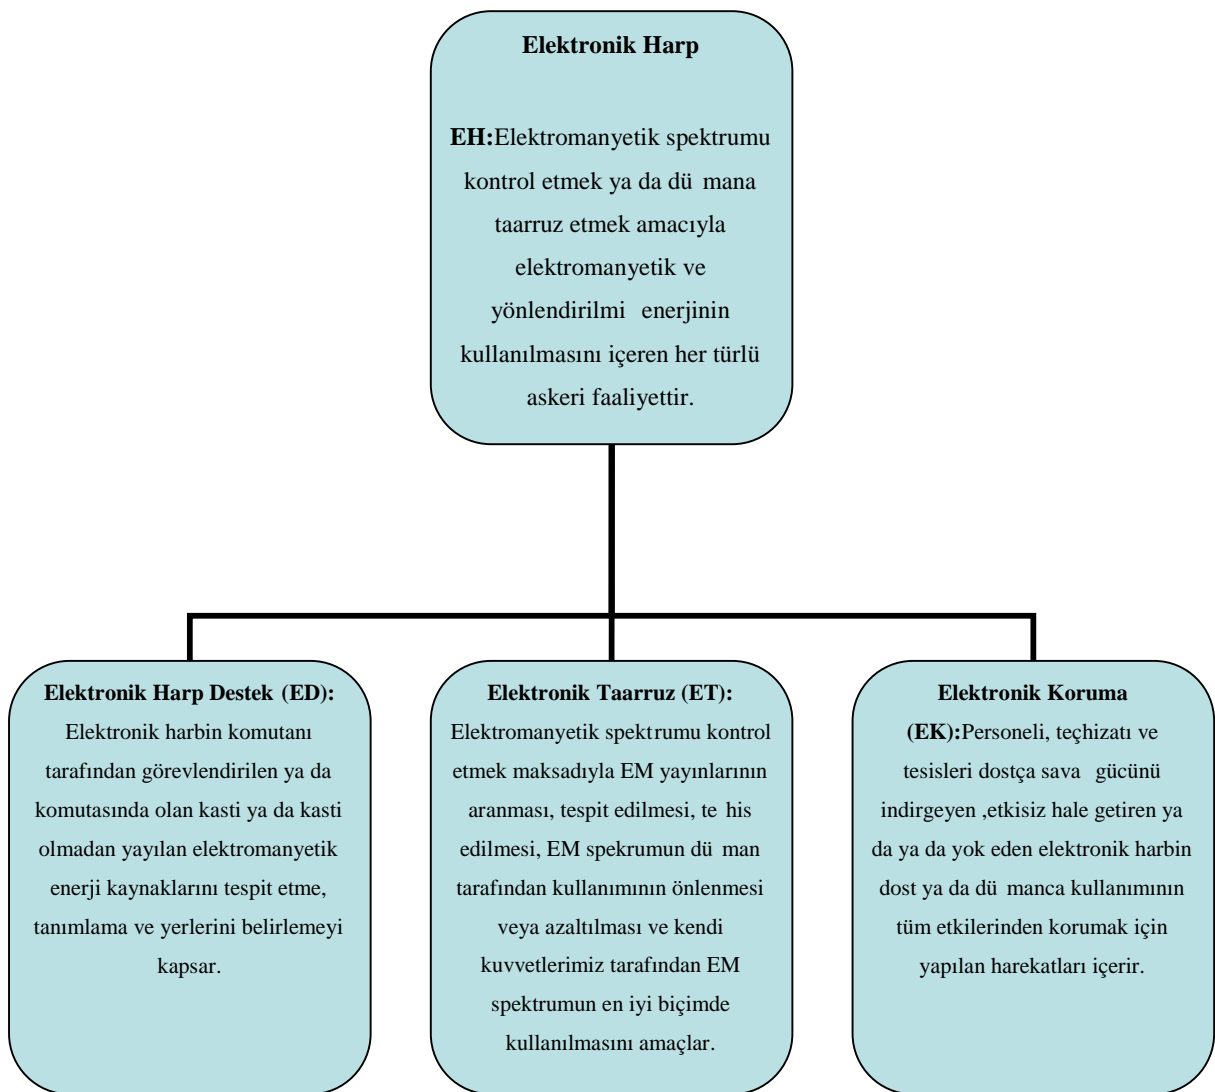 Elektronik Harp
EH:Elektromanyetik spektrumu
kontrol etmek ya da dü mana
taarruz etmek amacıyla
elektromanyetik ve
yönlendirilmi enerjinin
kullanılmasını içeren her türlü
askeri faaliyettir.
Elektronik Harp Destek (ED):
Elektronik harbin komutanı
tarafından görevlendirilen ya da
komutasında olan kasti ya da kasti
olmadan yayılan elektromanyetik
enerji kaynaklarını tespit etme,
tanımlama ve yerlerini belirlemeyi
kapsar.
Elektronik Taarruz (ET):
Elektromanyetik spektrumu kontrol
etmek maksadıyla EM yayınlarının
aranması, tespit edilmesi, te his
edilmesi, EM spekrumun dü man
tarafından kullanımının önlenmesi
veya azaltılması ve kendi
kuvvetlerimiz tarafından EM
spektrumun en iyi biçimde
kullanılmasını amaçlar.
Elektronik Koruma
(EK):Personeli, teçhizatı ve
tesisleri dostça sava gücünü
indirgeyen ,etkisiz hale getiren ya
da ya da yok eden elektronik harbin
dost ya da dü manca kullanımının
tüm etkilerinden korumak için
yapılan harekatları içerir.